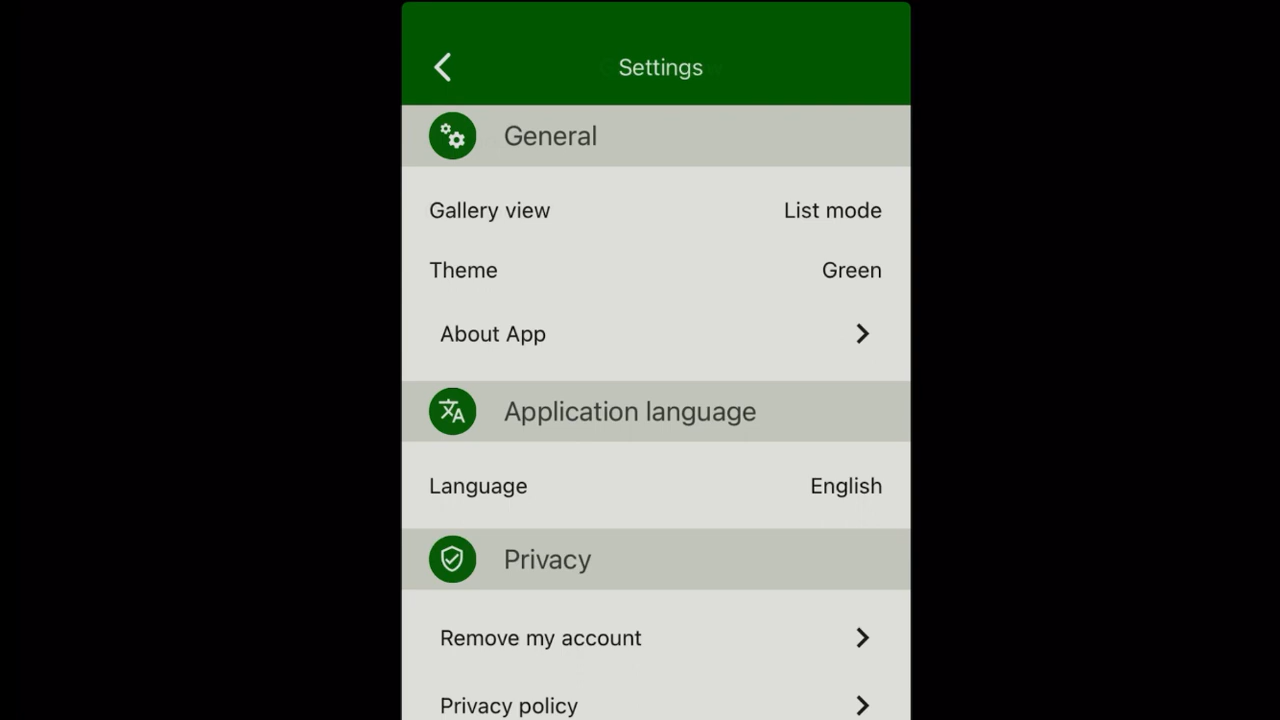 Settings
General
Gallery view List mode
Theme Green
About App
Application language
Language English
Privacy
Remove my account
Privacy policy